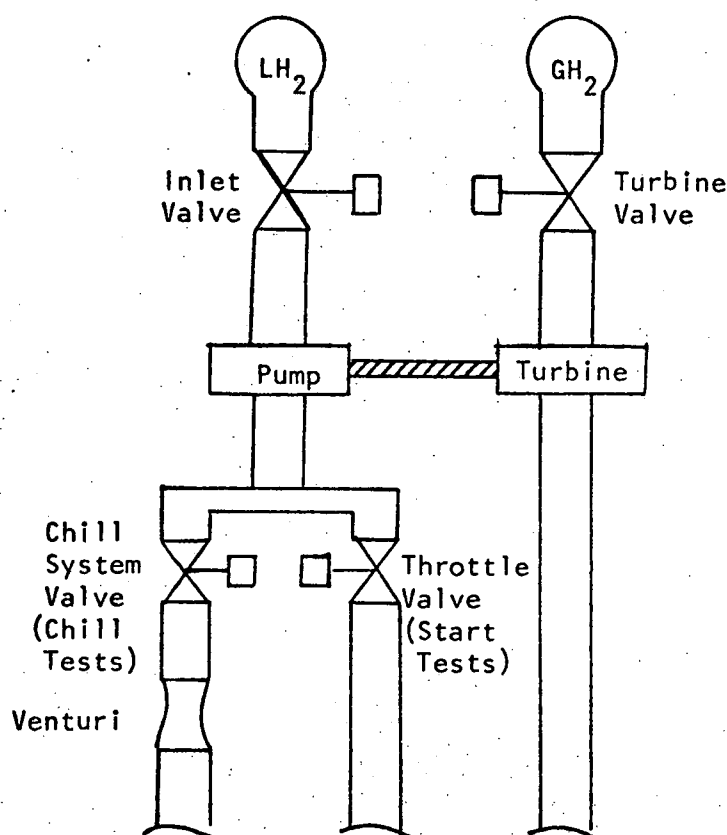 LH2
GH2
Inlet
Valve
Turbine
Valve
Pump
Turbine
Chill
System
Valve
(Chill
Tests)
Throttle
Valve
(Start
Tests)
Venturi